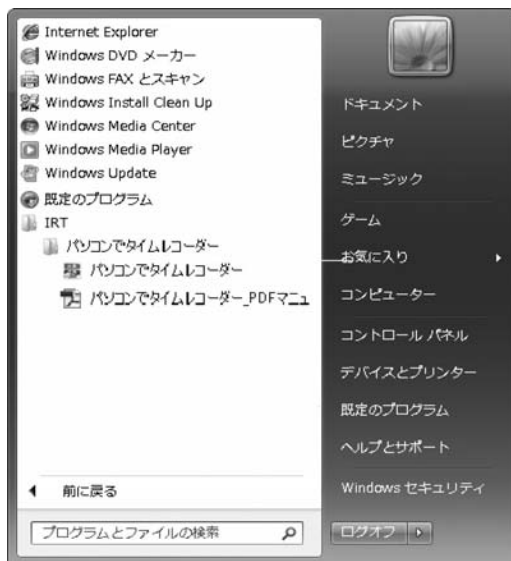 Internet Explorer
Windows DVD メーカー
Windows FAX とスキャン
Windows Install Clean Up
Windows Media Center
Windows Media Player
Windows Update
既定のプログラム
IRT
パソコンでタイムレコーダー
パソコンでタイムレコーダー
パソコンでタイムレコーダー_PDFマニュ
前に戻る
プログラムとファイルの検索
ドキュメント
ピクチャ
ミュージック
ゲーム
お気に入り
コンピューター
コントロール パネル
デバイスとプリンター
既定のプログラム
ヘルプとサポート
Windows セキュリティ
ログオフ